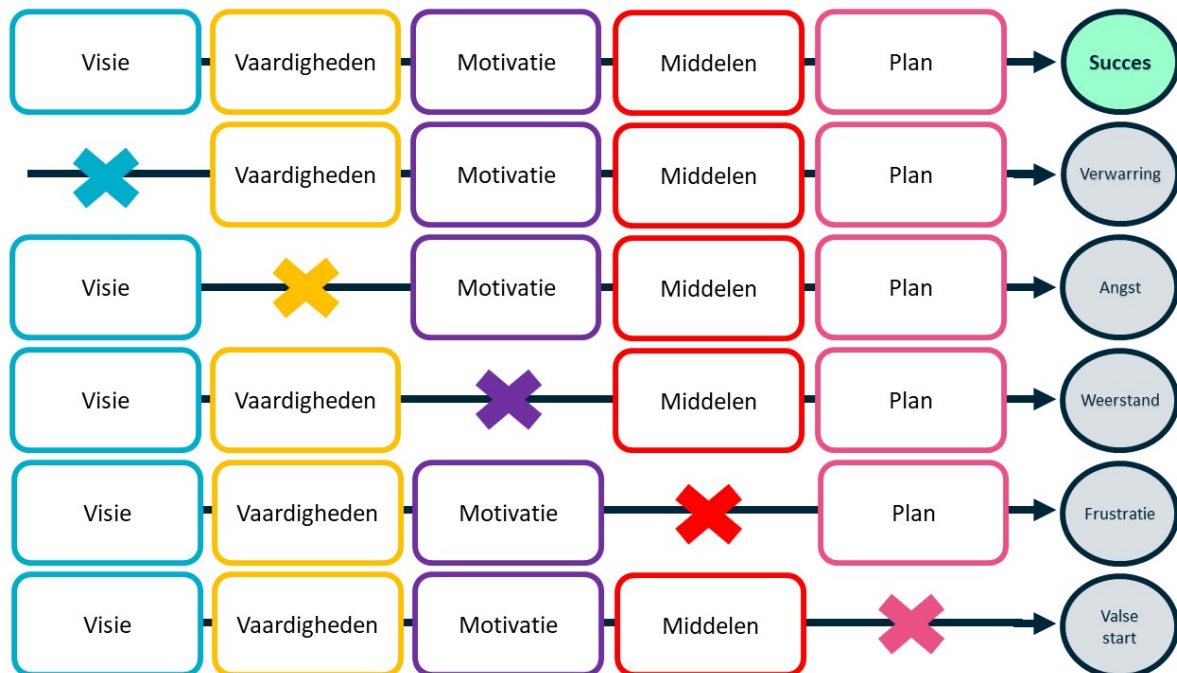 Visie Vaardigheden Motivatie Middelen Plan Succes
Vaardigheden Motivatie Middelen Plan Verwarring
Visie Motivatie Middelen Plan Angst
Visie Vaardigheden Middelen Plan Weerstand
Visie Vaardigheden Motivatie Plan Frustratie
Visie Vaardigheden Motivatie Middelen Valse
start